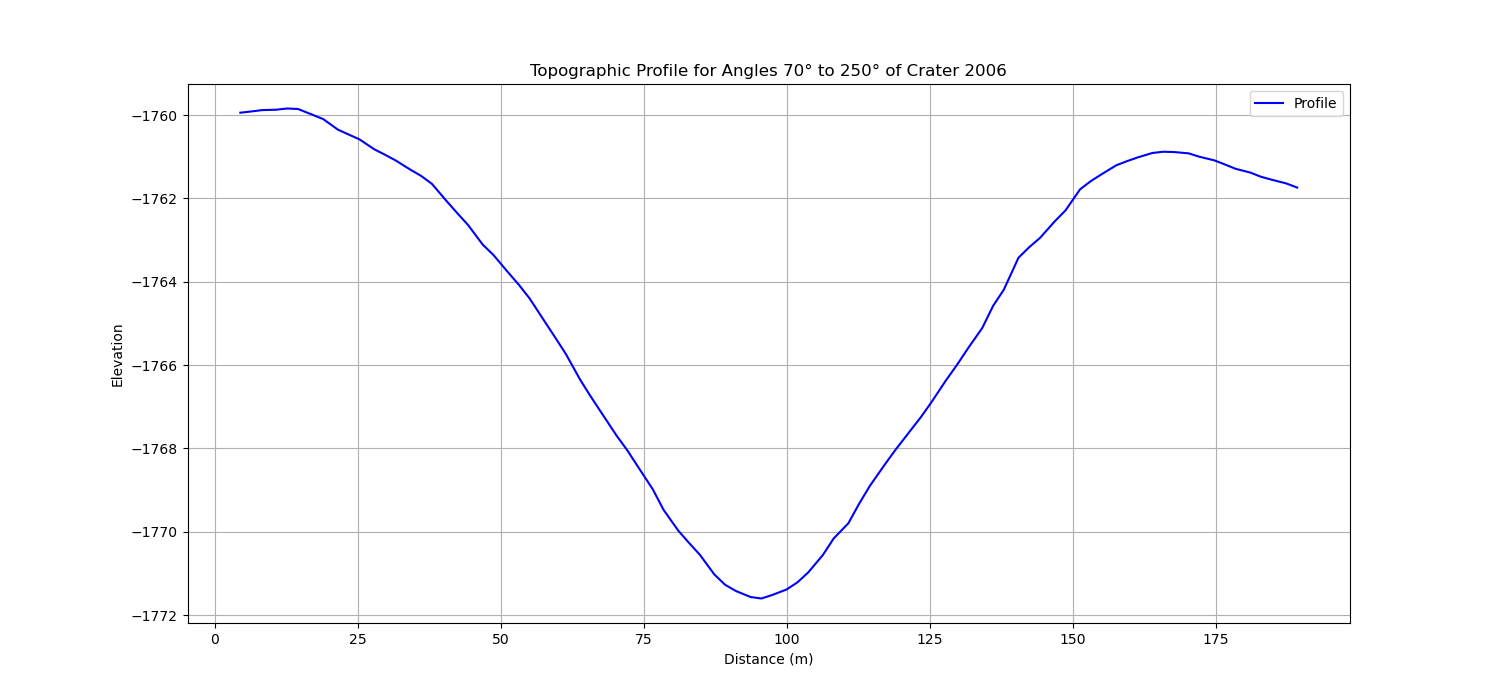 Topographic Profile for Angles 70° to 250° of Crater 2006
Profile
Elevation
−1760
−1762
−1764
−1766
−1768
−1770
−1772
0 25 50 75 100 125 150 175
Distance (m)